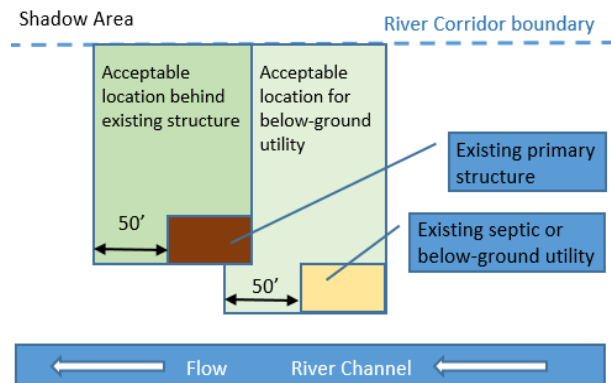 Shadow Area
River Corridor boundary
Acceptable
location behind
existing structure
Acceptable
location for
below-ground
utility
Existing primary
structure
50’
Existing septic or
below-ground utility
50’
Flow
River Channel